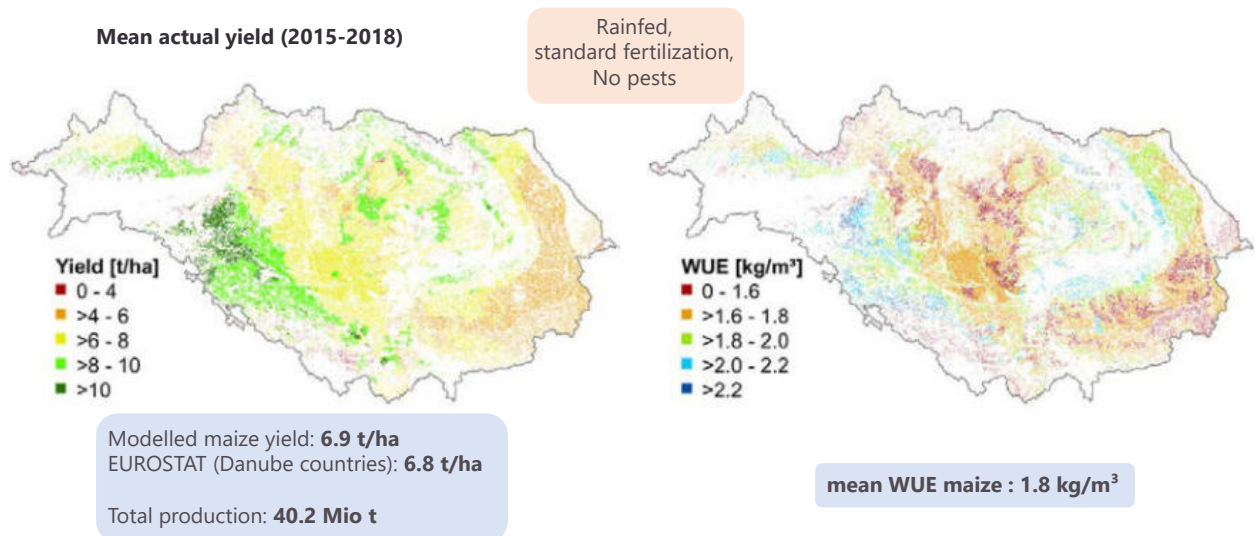 Mean actual yield (2015-2018)
Rainfed,
standard fertilization,
No pests
Yield [t/ha]
0 - 4
>4 - 6
>6 - 8
>8 - 10
>10
WUE [kg/m³]
0 - 1.6
>1.6 - 1.8
>1.8 - 2.0
>2.0 - 2.2
>2.2
Modelled maize yield: 6.9 t/ha
EUROSTAT (Danube countries): 6.8 t/ha
Total production: 40.2 Mio t
mean WUE maize : 1.8 kg/m³